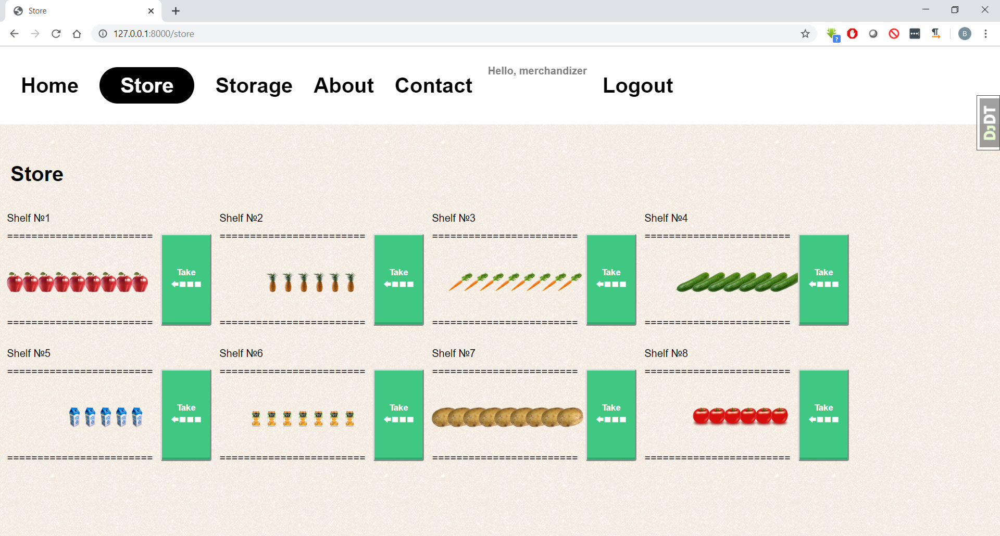 Store
127.0.0.1:8000/store
B
Home
Store
Storage
About
Contact
Hello, merchandizer
Logout
DJDT
Store
Shelf №1
Shelf №2
Shelf №3
Shelf №4
========================
========================
========================
========================
Take
Take
Take
Take
========================
========================
========================
========================
Shelf №5
Shelf №6
Shelf №7
Shelf №8
========================
========================
========================
========================
Take
Take
Take
Take
========================
========================
========================
========================